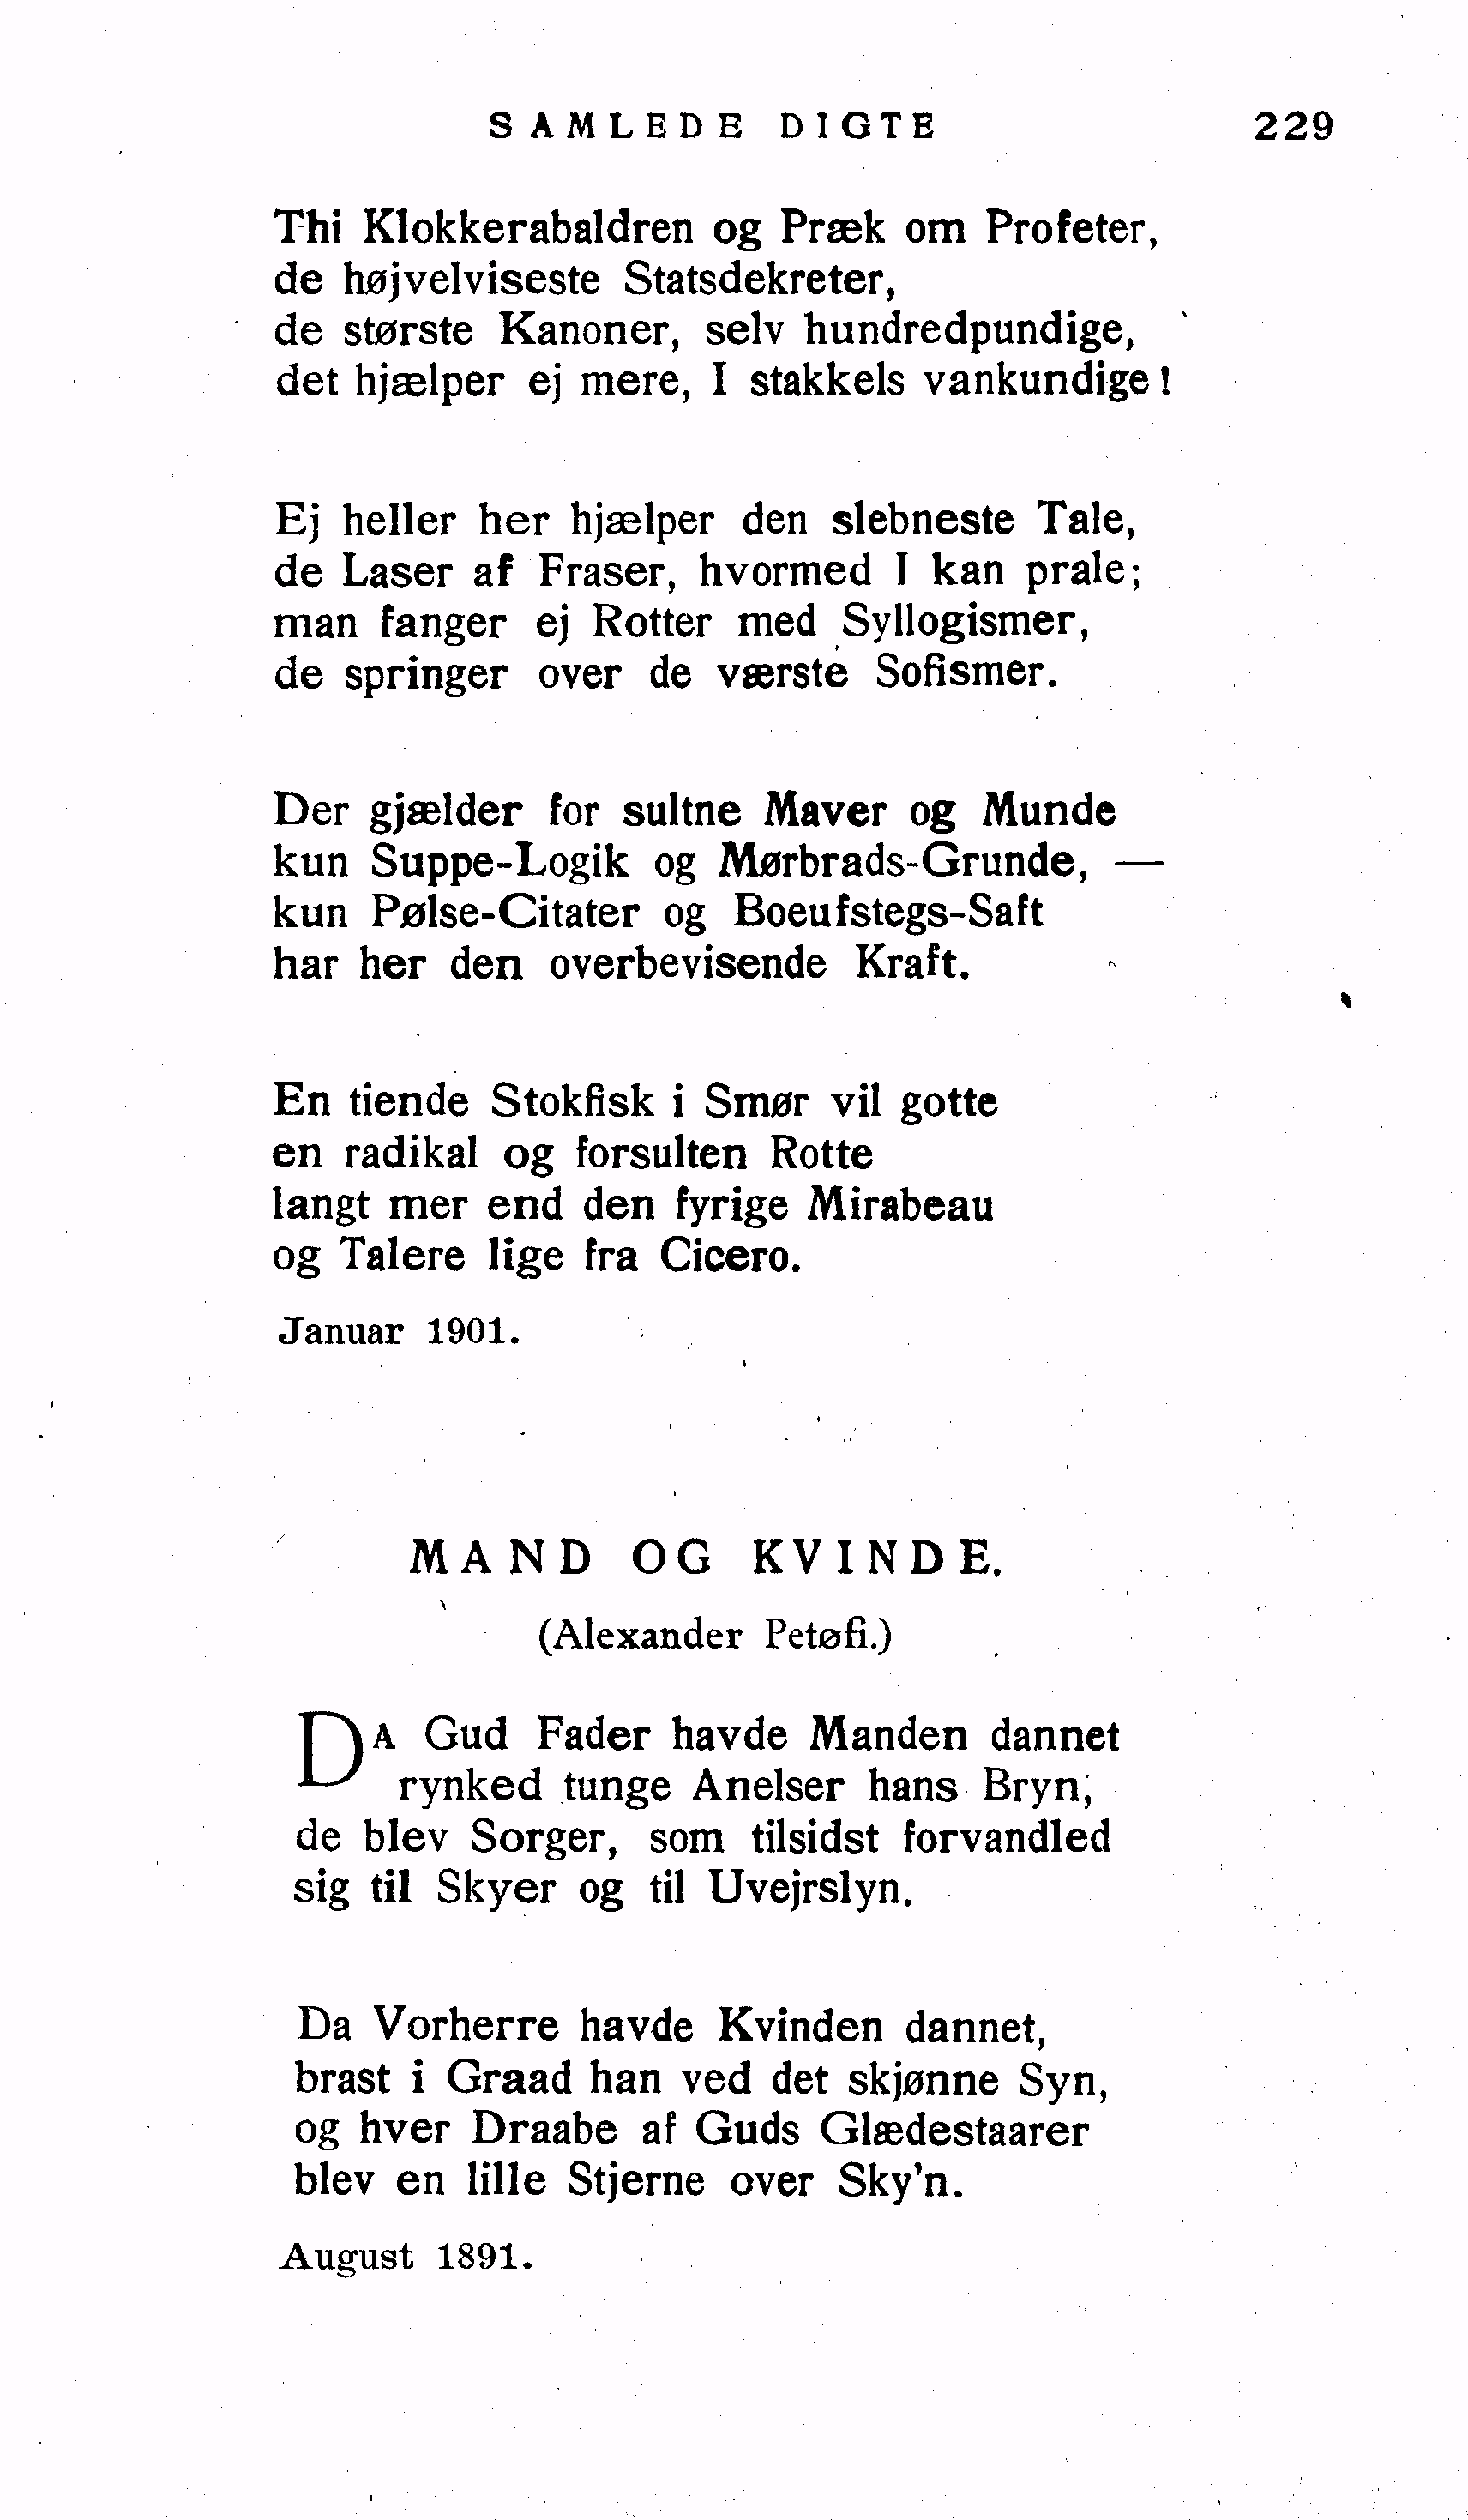 SAMLEDE DIGTE 229
Thi Klokkerabaldren og Præk om Profeter,
de højvelviseste Statsdekreter,
de største Kanoner, selv hundredpundige,
det hjælper ej mere, I stakkels vankundige!
Ej heller her hjælper den slebneste Tale,
de Laser af Fraser, hvormed I kan prale;
man fanger ej Rotter med Syllogismer,
de springer over de værste Sofismer.
Der gjælder for sultne Maver og Munde
kun Suppe-Logik og Mørbrads-Grunde, —
kun Pølse-Citater og Boeufstegs-Saft
har her den overbevisende Kraft.
En tiende Stokfisk i Smør vil gotte
en radikal og forsulten Rotte
langt mer end den fyrige Mirabeau
og Talere lige fra Cicero.
Januar 1901.
MAND OG KVINDE.
(Alexander Petøfi.)
DA Gud Fader havde Manden dannet
rynked tunge Anelser hans Bryn;
de blev Sorger, som tilsidst forvandled
sig til Skyer og til Uvejrslyn.
Da Vorherre havde Kvinden dannet,
brast i Graad han ved det skjønne Syn,
og hver Draabe af Guds Glædestaarer
blev en lille Stjerne over Sky'n.
August 1891.